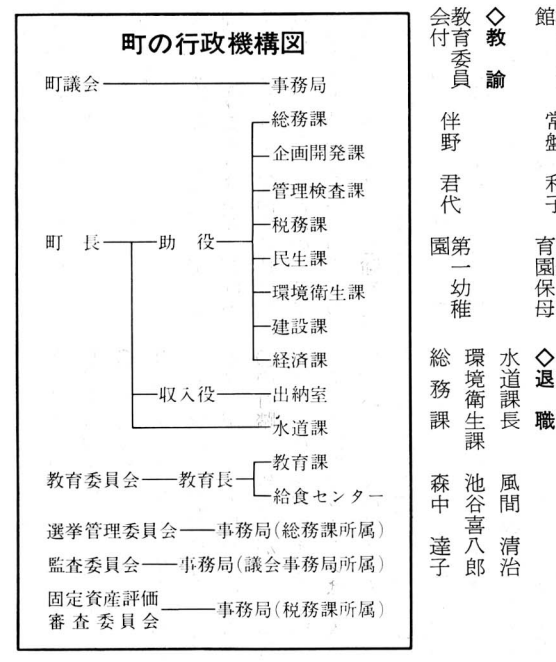 町の行政機構図
町議会 事務局
総務課
企画開発課
管理検査課
税務課
町長 助役
民生課
環境衛生課
建設課
経済課
収入役 出納室
水道課
教育委員会 教育長
教育課
給食センター
選挙管理委員会 事務局(総務課所属)
監査委員会 事務局(議会事務局所属)
固定資産評価
審査委員会
事務局(税務課所属)
館
育園保母
◇教諭
教育委員
会付
伴野 君代
第一幼稚
園
◇退職
水道課長 風間 清治
環境衛生課 池谷喜八郎
総務課 森中 達子